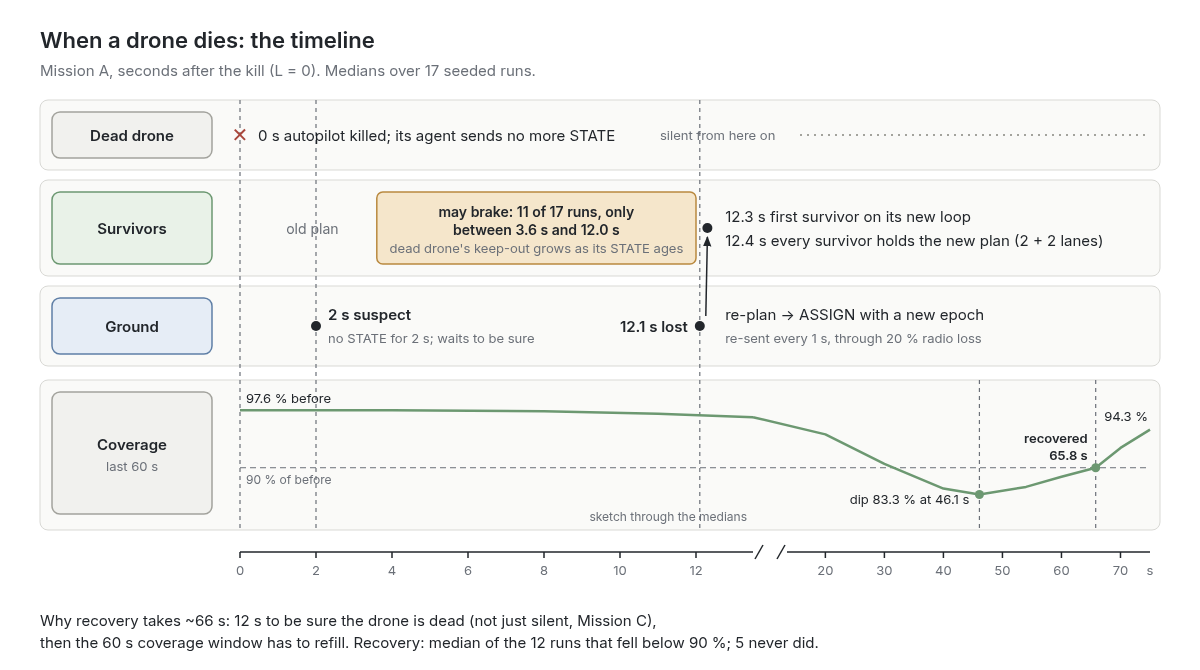 When a drone dies: the timeline
Mission A, seconds after the kill (L = 0). Medians over 17 seeded runs.
Dead drone
0 s autopilot killed; its agent sends no more STATE
silent from here on
Survivors
old plan
may brake: 11 of 17 runs, only
between 3.6 s and 12.0 s
dead drone's keep-out grows as its STATE ages
12.3 s first survivor on its new loop
12.4 s every survivor holds the new plan (2 + 2 lanes)
Ground
2 s suspect
no STATE for 2 s; waits to be sure
12.1 s lost
re-plan → ASSIGN with a new epoch
re-sent every 1 s, through 20 % radio loss
Coverage
last 60 s
97.6 % before
90 % of before
sketch through the medians
dip 83.3 % at 46.1 s
recovered
65.8 s
94.3 %
0 2 4 6 8 10 12 20 30 40 50 60 70 s
Why recovery takes ~66 s: 12 s to be sure the drone is dead (not just silent, Mission C),
then the 60 s coverage window has to refill. Recovery: median of the 12 runs that fell below 90 %; 5 never did.